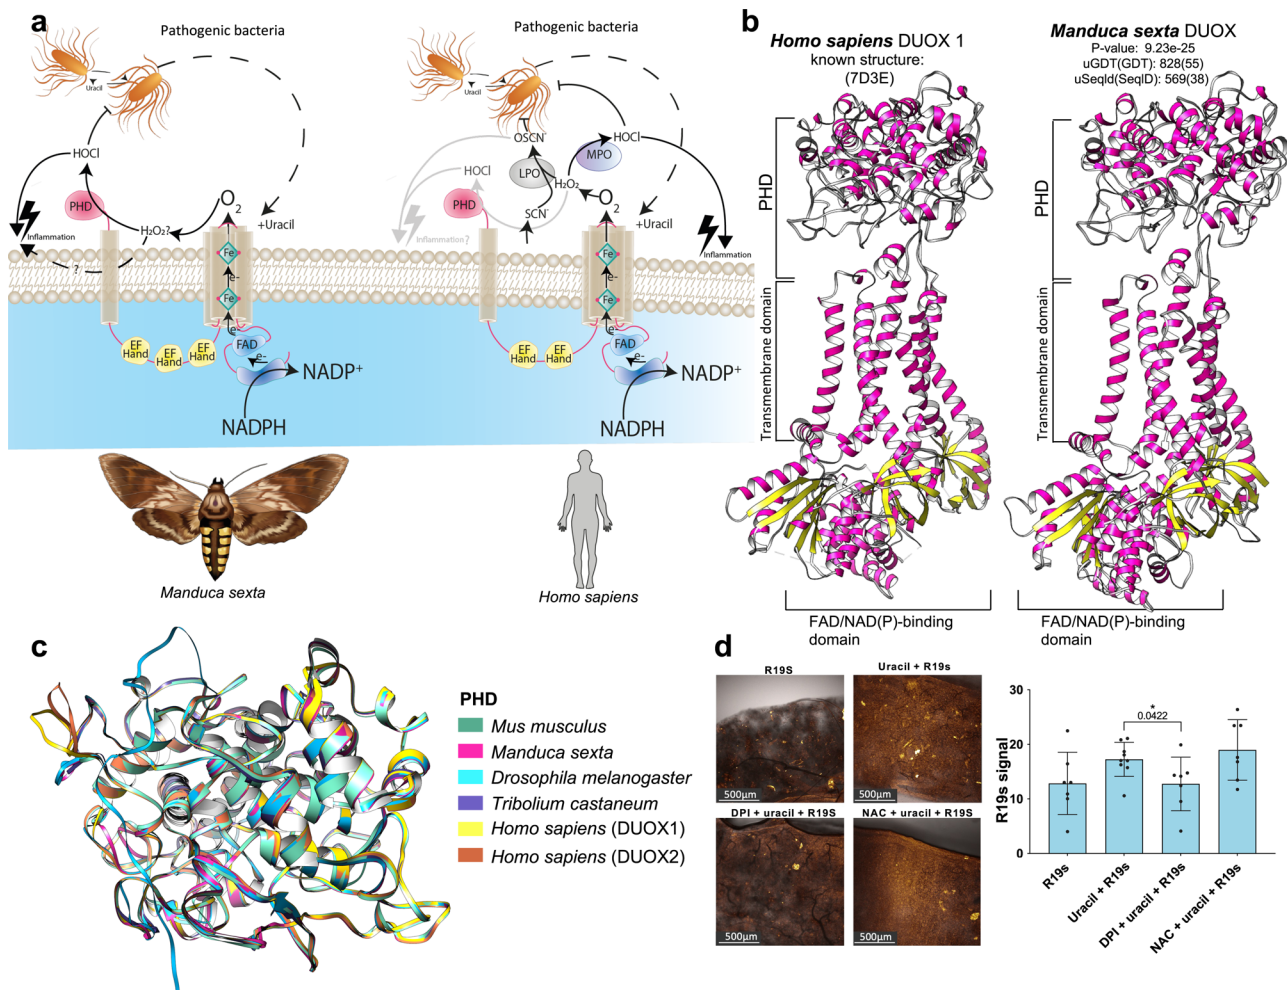 a
Pathogenic bacteria
Uracil
HOCl
PHD
H₂O₂?
O₂
+Uracil
Inflammation
?
Fe
e-
Fe
e-
EF
Hand
EF
Hand
EF
Hand
FAD
e-
NADP⁺
NADPH
Manduca sexta
Pathogenic bacteria
Uracil
OSCN⁻
HOCl
MPO
LPO
HOCl
H₂O₂
PHD
SCN⁻
O₂
+Uracil
Inflammation ?
Inflammation
Fe
e-
Fe
e-
EF
Hand
EF
Hand
FAD
e-
NADP⁺
NADPH
Homo sapiens
b
Homo sapiens DUOX 1
known structure:
(7D3E)
PHD
Transmembrane domain
FAD/NAD(P)-binding
domain
Manduca sexta DUOX
P-value: 9.23e-25
uGDT(GDT): 828(55)
uSeqId(SeqID): 569(38)
PHD
Transmembrane domain
FAD/NAD(P)-binding
domain
c
PHD
Mus musculus
Manduca sexta
Drosophila melanogaster
Tribolium castaneum
Homo sapiens (DUOX1)
Homo sapiens (DUOX2)
d
R19S
500µm
Uracil + R19s
500µm
DPI + uracil + R19S
500µm
NAC + uracil + R19S
500µm
R19s signal
30
20
10
0
*
0.0422
R19s
Uracil + R19s
DPI + uracil + R19s
NAC + uracil + R19s